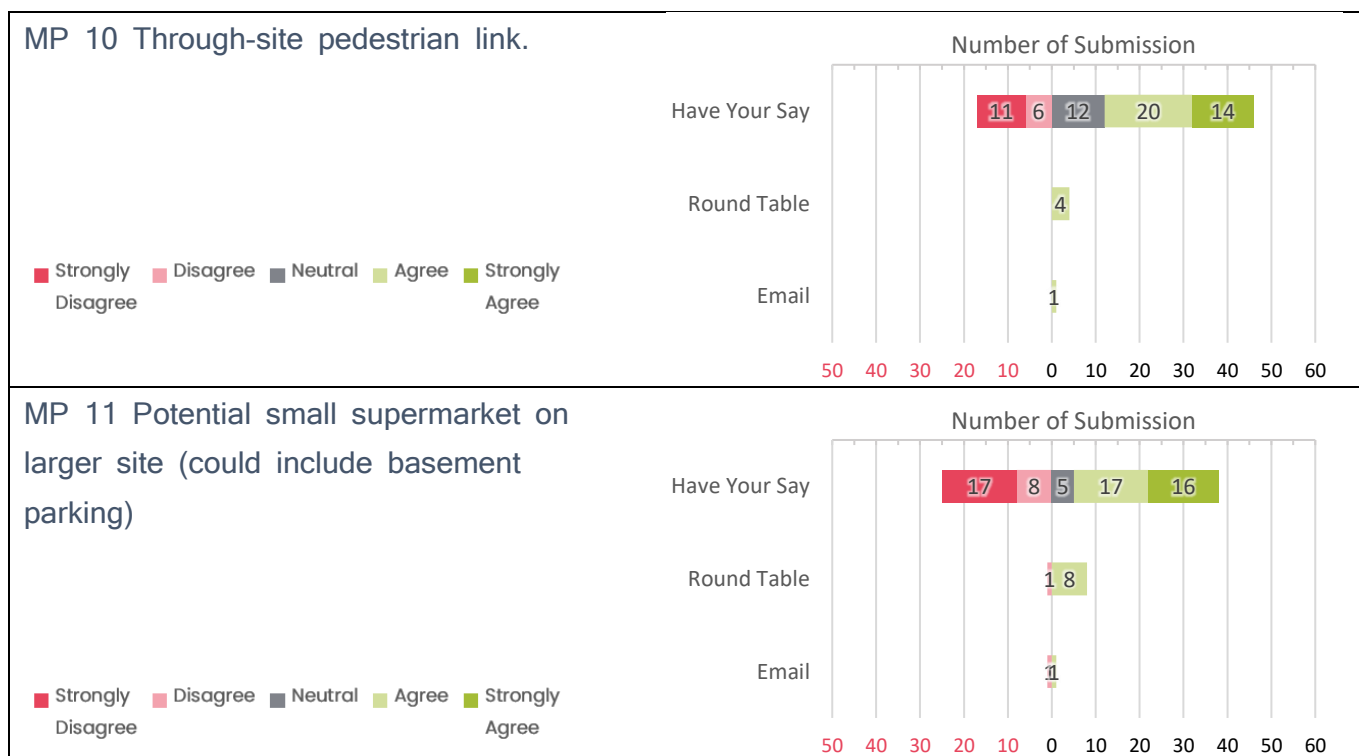 MP 10 Through-site pedestrian link.
Number of Submission
Have Your Say
11 6 12 20 14
Round Table
4
Email
1
50 40 30 20 10 0 10 20 30 40 50 60
Strongly Disagree Disagree Neutral Agree Strongly Agree
MP 11 Potential small supermarket on
larger site (could include basement
parking)
Number of Submission
Have Your Say
17 8 5 17 16
Round Table
1 8
Email
1 1
50 40 30 20 10 0 10 20 30 40 50 60
Strongly Disagree Disagree Neutral Agree Strongly Agree